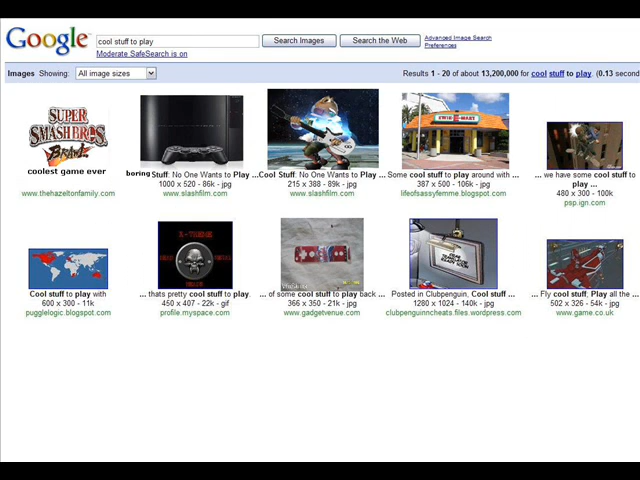 Google™
cool stuff to play
Search Images
Search the Web
Advanced Image Search
Preferences
Moderate SafeSearch is on
Images Showing: All image sizes
Results 1 - 20 of about 13,200,000 for cool stuff to play. (0.13 second
SUPER
SMASH BROS.
BRAWL
coolest game ever
www.thehazeltonfamily.com
boring Stuff: No One Wants to Play ...
1000 x 520 - 86k - jpg
www.slashfilm.com
Cool Stuff: No One Wants to Play ...
215 x 388 - 89k - jpg
www.slashfilm.com
KWIK-E-MART
Some cool stuff to play around with ...
387 x 500 - 106k - jpg
lifeofsassyfemme.blogspot.com
... we have some cool stuff to
play ...
480 x 300 - 100k
psp.ign.com
Cool stuff to play with
600 x 300 - 11k
pugglelogic.blogspot.com
X-TREME
... thats pretty cool stuff to play.
450 x 407 - 22k - gif
profile.myspace.com
... of some cool stuff to play back ...
366 x 350 - 21k - jpg
www.gadgetvenue.com
Posted in Clubpenguin, Cool stuff ...
1280 x 1024 - 140k - jpg
clubpenguinncheats.files.wordpress.com
... Fly cool stuff, Play all the ...
502 x 326 - 54k - jpg
www.game.co.uk